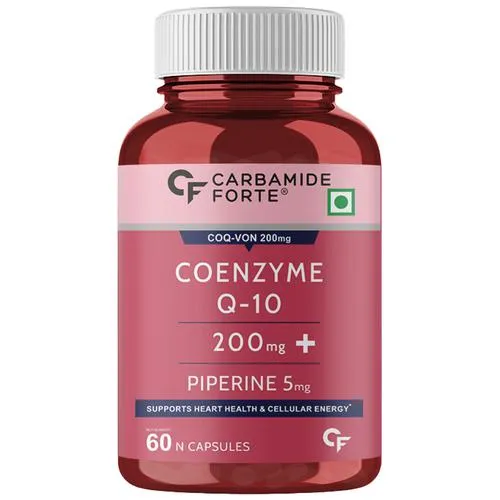 CF CARBAMIDE
FORTE®
COQ-VON 200mg
COENZYME
Q-10
200mg +
PIPERINE 5mg
SUPPORTS HEART HEALTH & CELLULAR ENERGY*
60 N CAPSULES
CF